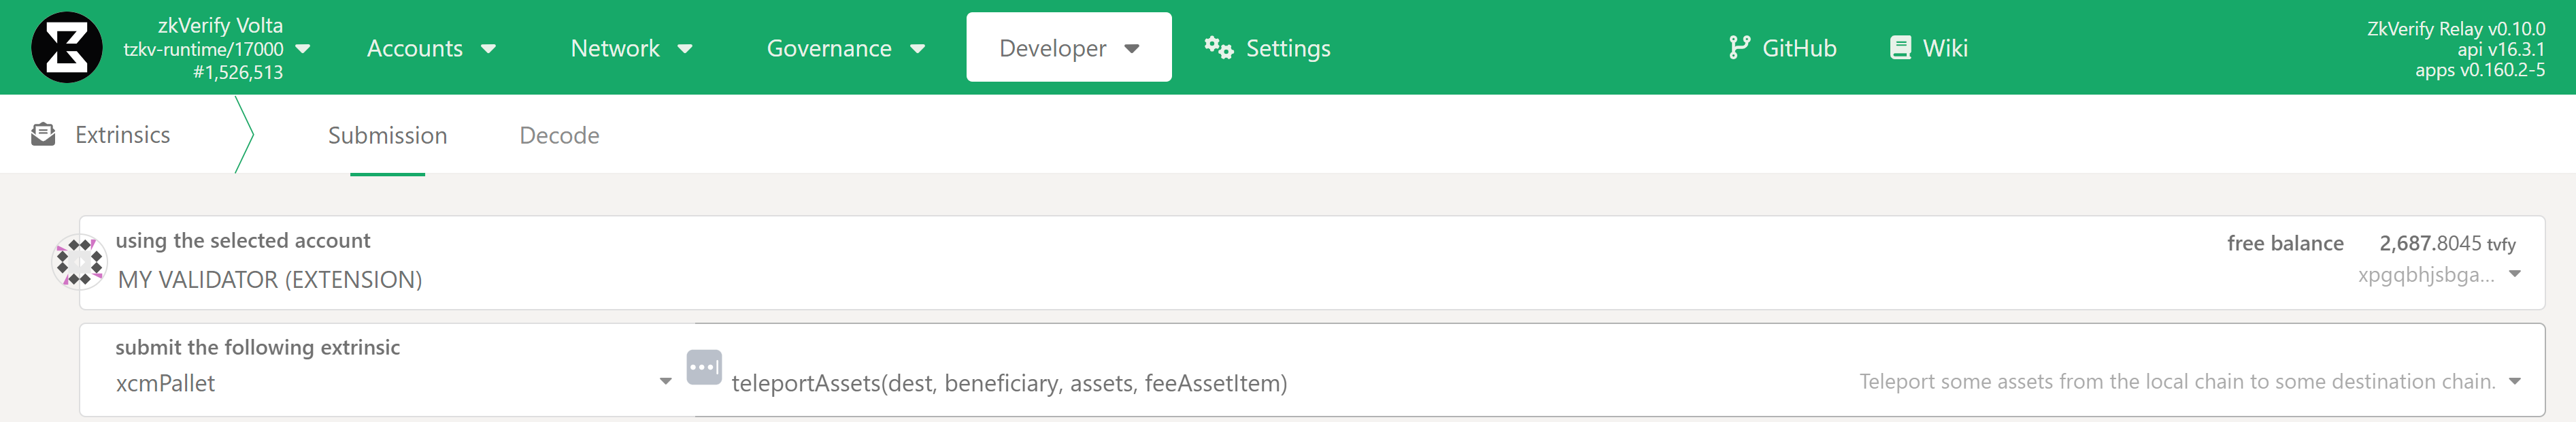 zkVerify Volta
tzkv-runtime/17000
#1,526,513
Accounts
Network
Governance
Developer
Settings
GitHub
Wiki
ZkVerify Relay v0.10.0
api v16.3.1
apps v0.160.2-5
Extrinsics
Submission
Decode
using the selected account
MY VALIDATOR (EXTENSION)
free balance 2,687.8045 tvfy
xpgqbhjsbga...
submit the following extrinsic
xcmPallet
teleportAssets(dest, beneficiary, assets, feeAssetItem)
Teleport some assets from the local chain to some destination chain.